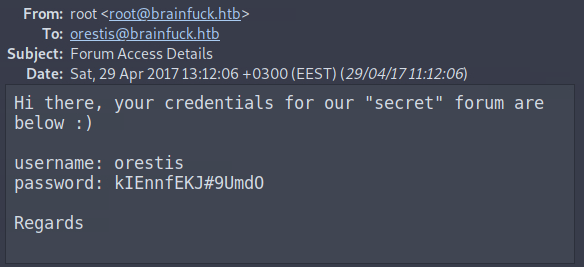 From: root <root@brainfuck.htb>
To: orestis@brainfuck.htb
Subject: Forum Access Details
Date: Sat, 29 Apr 2017 13:12:06 +0300 (EEST) (29/04/17 11:12:06)
Hi there, your credentials for our "secret" forum are
below :)
username: orestis
password: kIEnnfEKJ#9UmdO
Regards